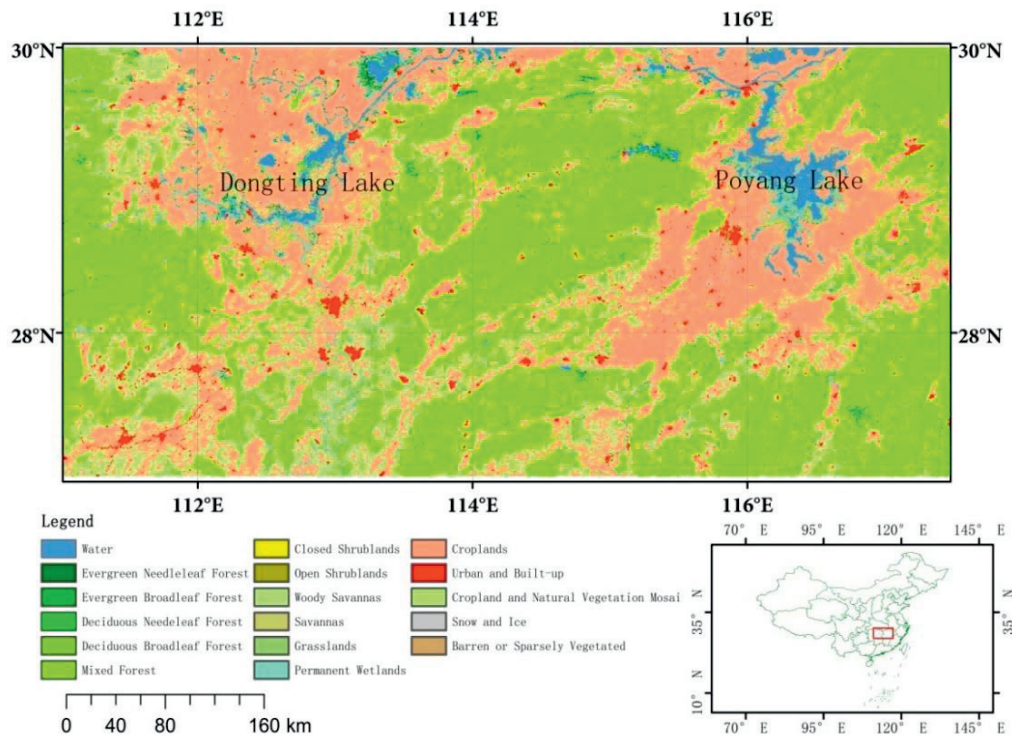 112°E 114°E 116°E
30°N 30°N
Dongting Lake Poyang Lake
28°N 28°N
112°E 114°E 116°E
Legend
Water Closed Shrublands Croplands
Evergreen Needleleaf Forest Open Shrublands Urban and Built-up
Evergreen Broadleaf Forest Woody Savannas Cropland and Natural Vegetation Mosai
Deciduous Needeleaf Forest Savannas Snow and Ice
Deciduous Broadleaf Forest Grasslands Barren or Sparsely Vegetated
Mixed Forest Permanent Wetlands
0 40 80 160 km
70° E 95° E 120° E 145° E
35° N 35° N
10° N N
70° E 95° E 120° E 145° E